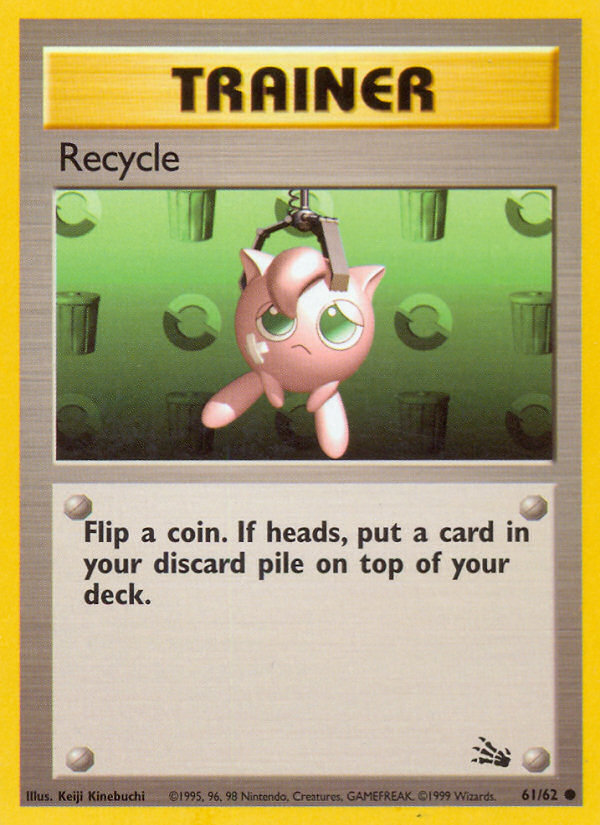 TRAINER
Recycle
Flip a coin. If heads, put a card in
your discard pile on top of your
deck.
Illus. Keiji Kinebuchi ©1995, 96, 98 Nintendo, Creatures, GAMEFREAK. ©1999 Wizards. 61/62